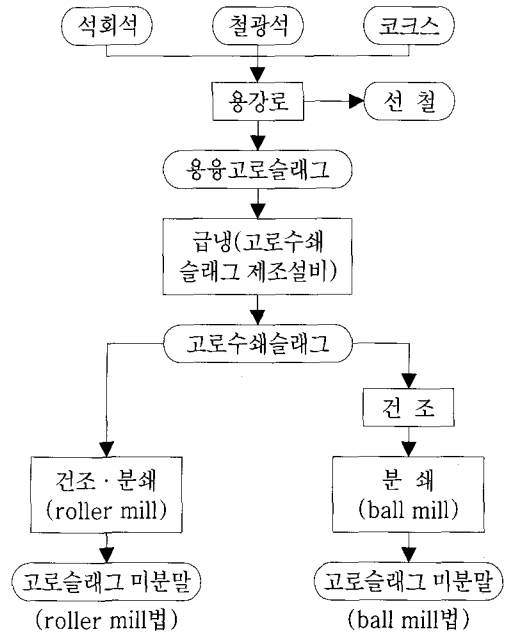 석회석
철광석
코크스
용강로
선 철
용융고로슬래그
급냉(고로수쇄
슬래그 제조설비)
고로수쇄슬래그
건 조
건조·분쇄
(roller mill)
분 쇄
(ball mill)
고로슬래그 미분말
(roller mill법)
고로슬래그 미분말
(ball mill법)